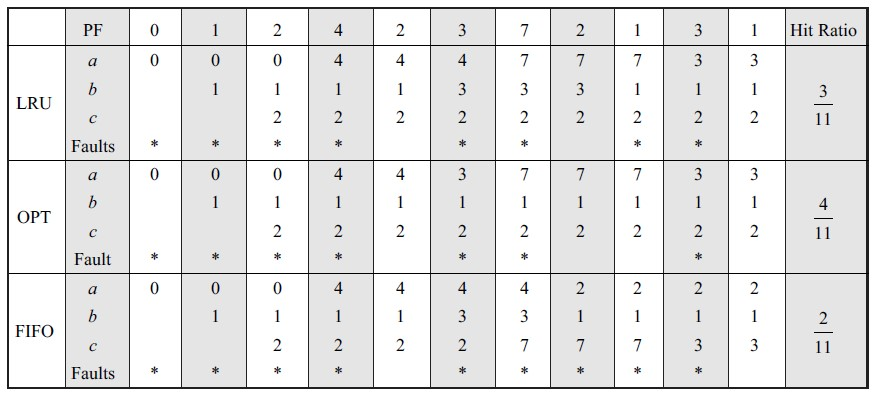 PF 0 1 2 4 2 3 7 2 1 3 1 Hit Ratio
LRU
a 0 0 0 4 4 4 7 7 7 3 3
b 1 1 1 1 3 3 3 1 1 1
c 2 2 2 2 2 2 2 2 2
Faults * * * * * * * *
3
11
OPT
a 0 0 0 4 4 3 7 7 7 3 3
b 1 1 1 1 1 1 1 1 1 1
c 2 2 2 2 2 2 2 2 2
Fault * * * * * * *
4
11
FIFO
a 0 0 0 4 4 4 4 2 2 2 2
b 1 1 1 1 3 3 1 1 1 1
c 2 2 2 2 7 7 7 3 3
Faults * * * * * * * * *
2
11